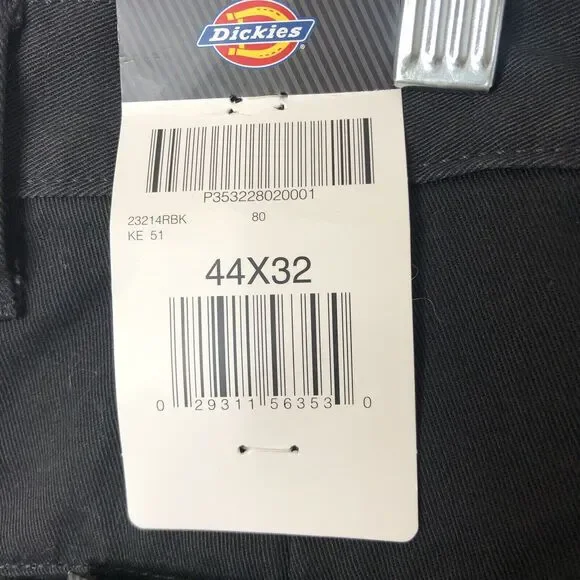 Dickies
P353228020001
23214RBK 80
KE 51
44X32
0 29311 56353 0